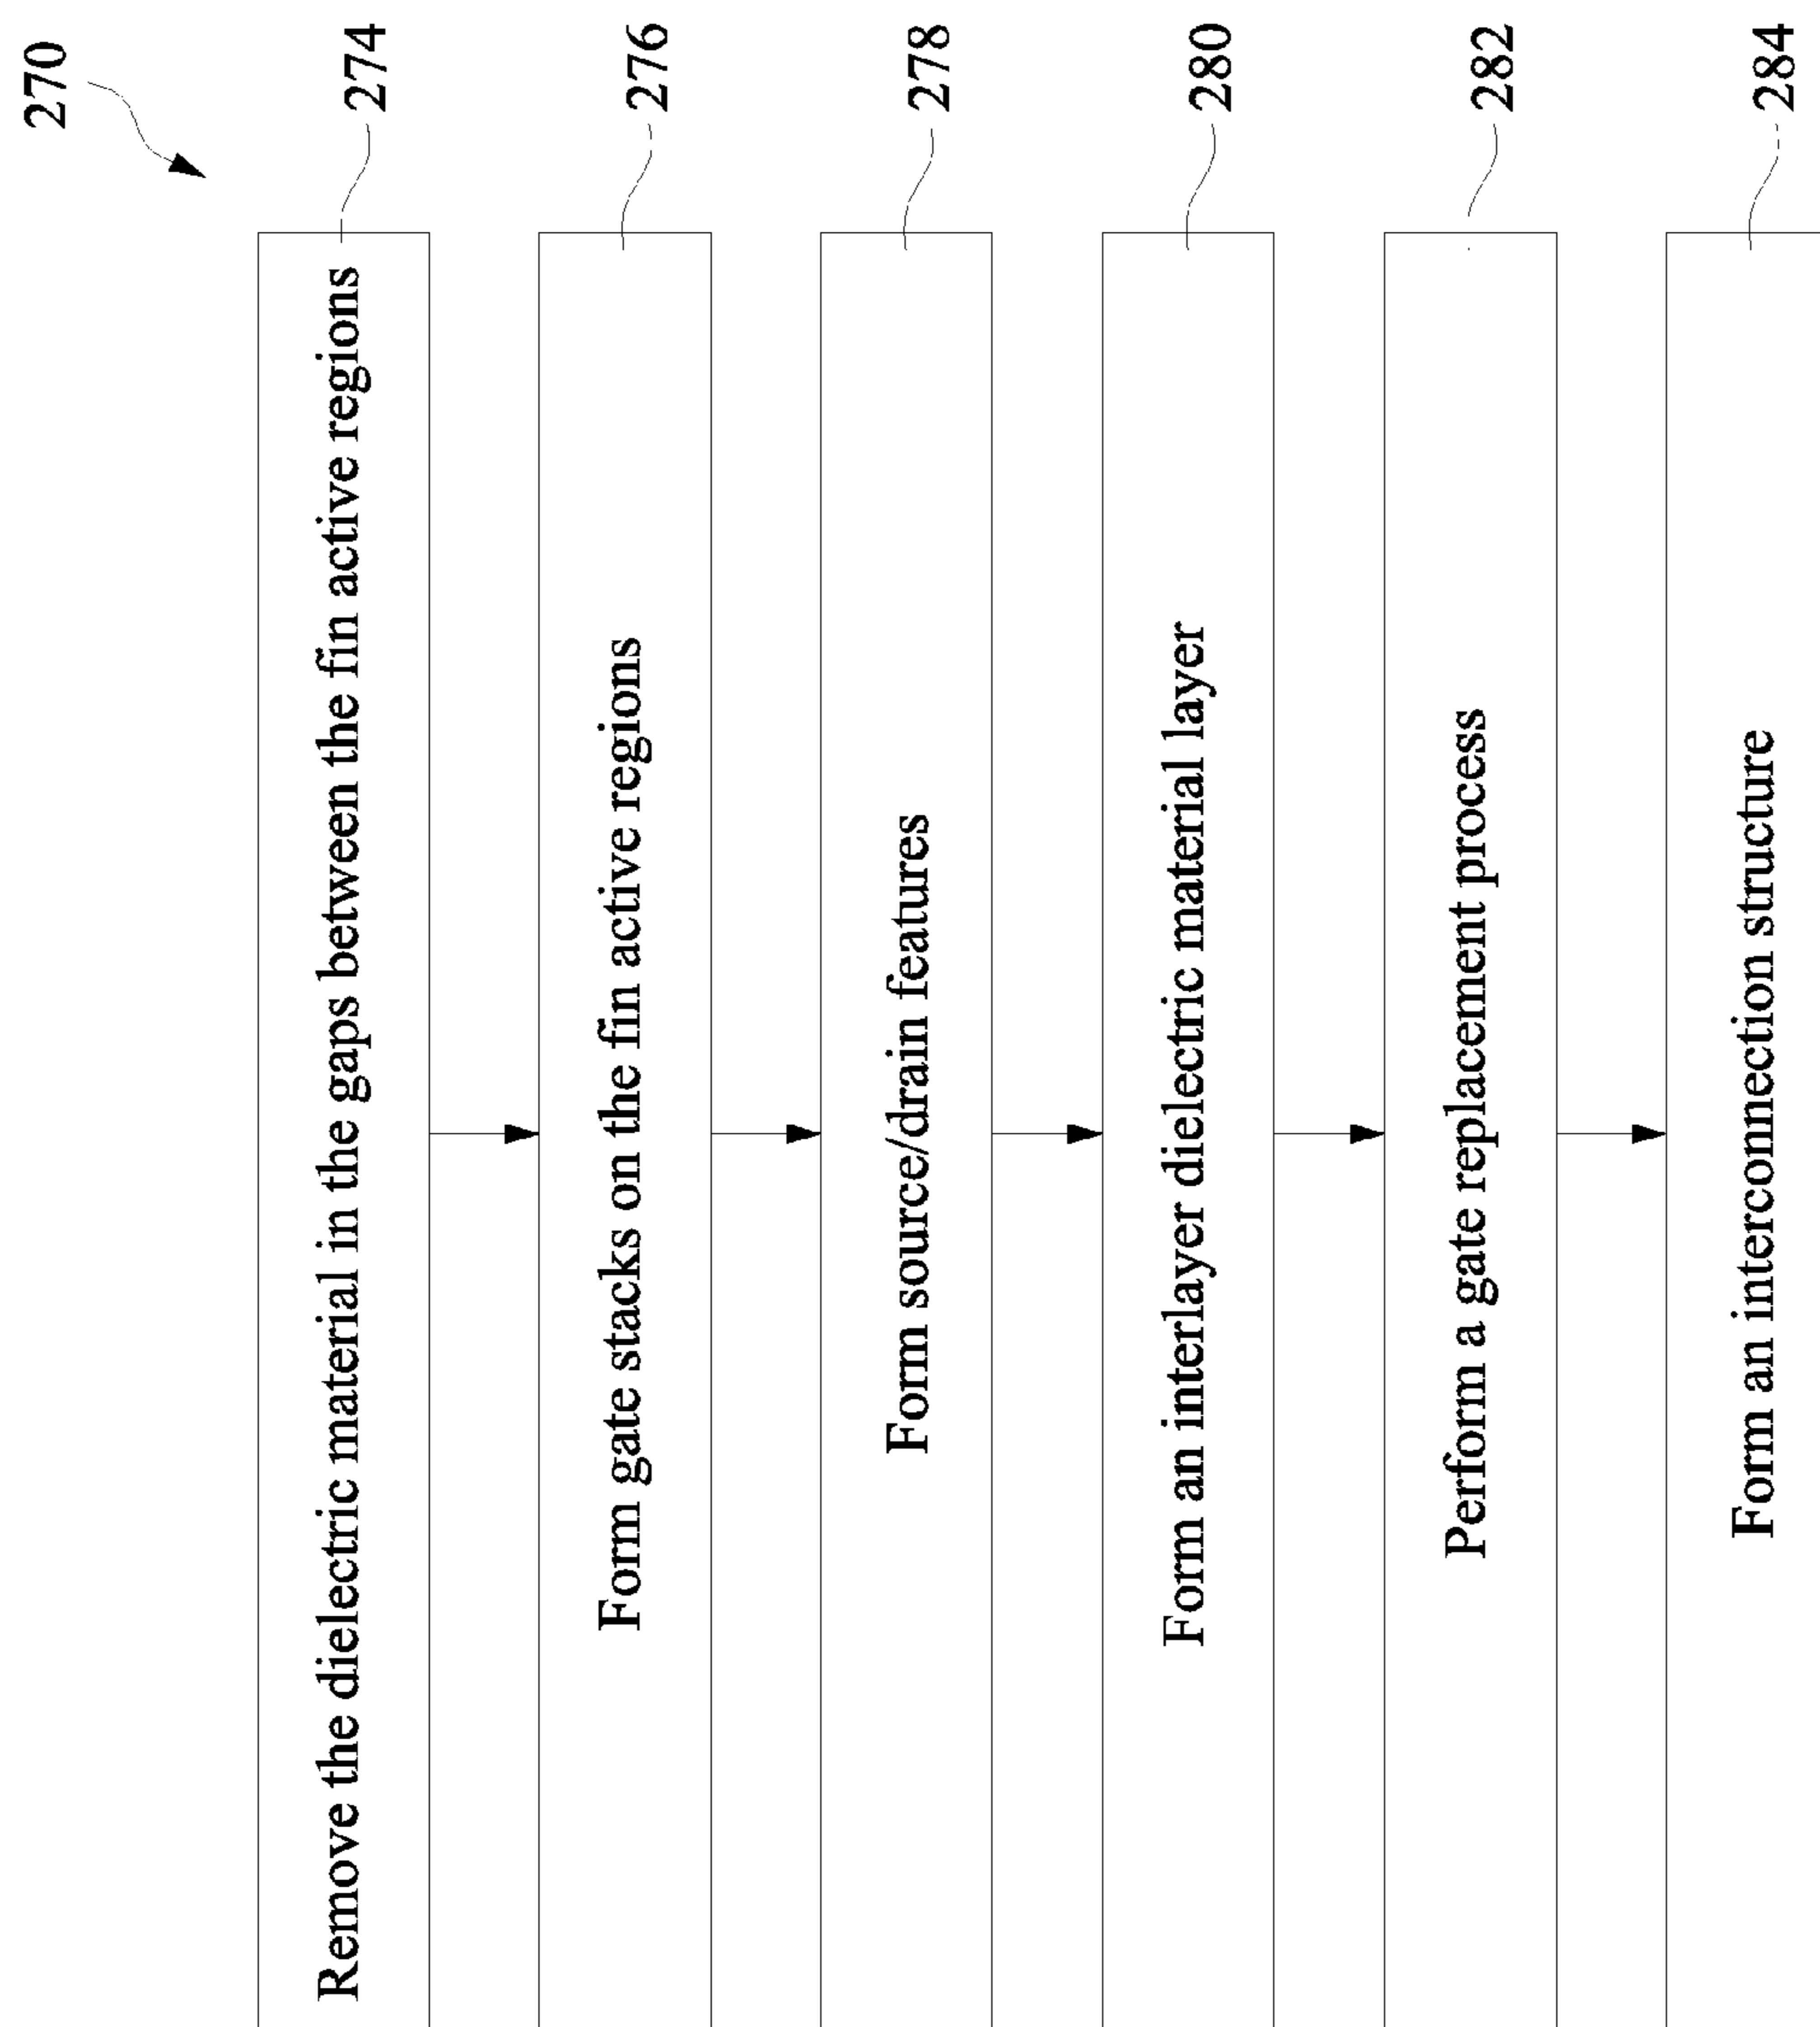 270
Remove the dielectric material in the gaps between the fin active regions
274
Form gate stacks on the fin active regions
276
Form source/drain features
278
Form an interlayer dielectric material layer
280
Perform a gate replacement process
282
Form an interconnection structure
284